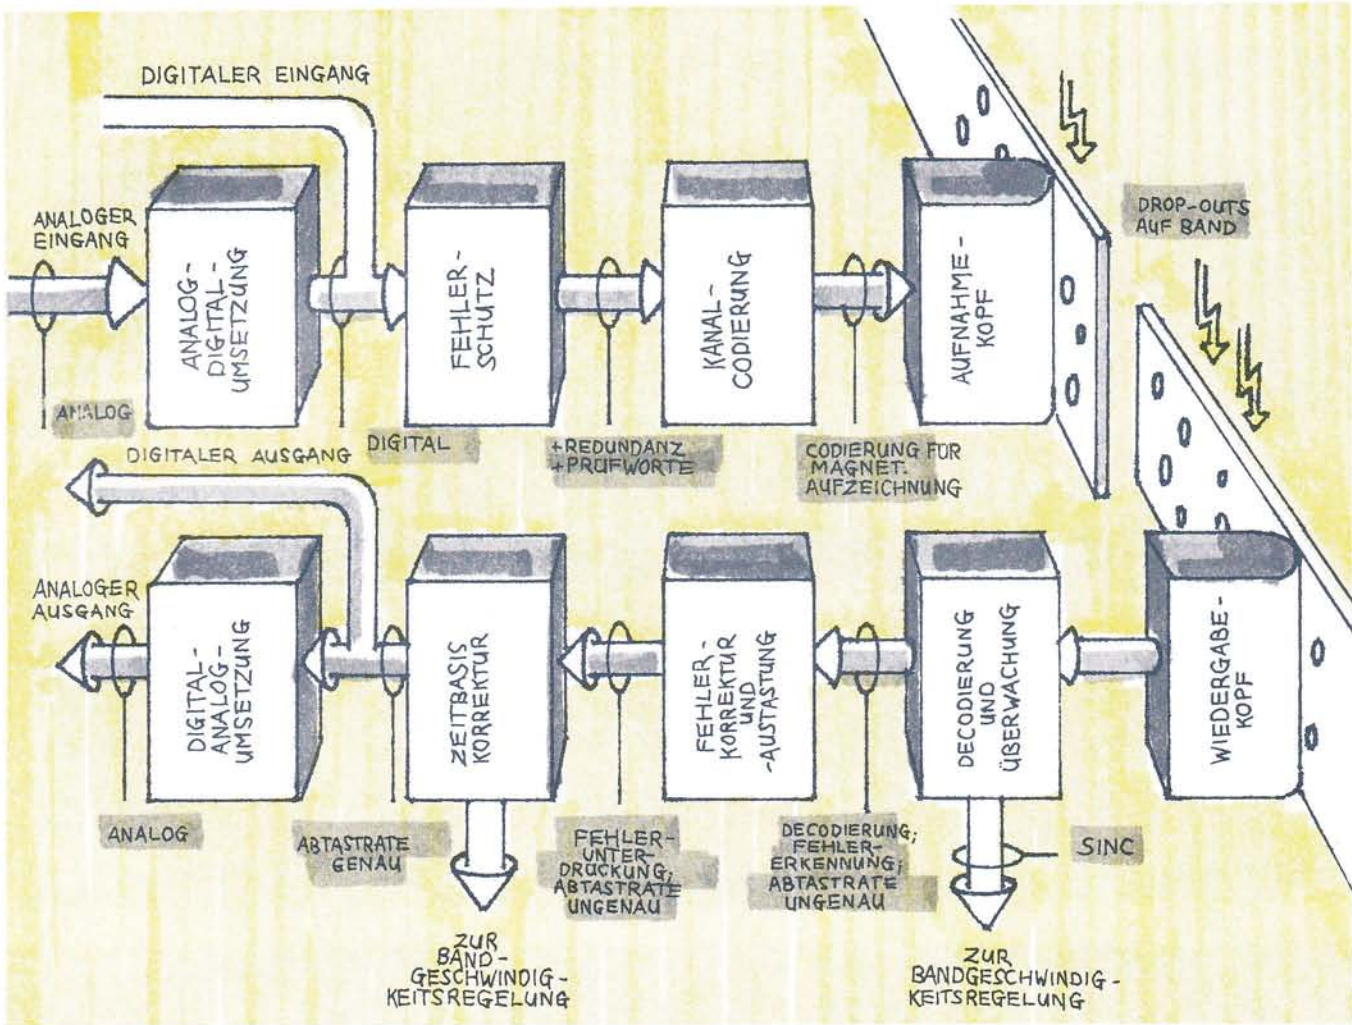 DIGITALER EINGANG
ANALOGER
EINGANG
ANALOG-
DIGITAL-
UMSETZUNG
FEHLER-
SCHUTZ
KANAL-
CODIERUNG
AUFNAHME-
KOPF
DROP-OUTS
AUF BAND
ANALOG
DIGITAL
+REDUNDANZ
+PRÜFWORTE
CODIERUNG FÜR
MAGNET.
AUFZEICHNUNG
DIGITALER AUSGANG
ANALOGER
AUSGANG
DIGITAL-
ANALOG-
UMSETZUNG
ZEITBASIS
KORREKTUR
FEHLER-
KORREKTUR
UND
-AUSTASTUNG
DECODIERUNG
UND
ÜBERWACHUNG
WIEDERGABE-
KOPF
ANALOG
ABTASTRATE
GENAU
FEHLER-
UNTER-
DRÜCKUNG;
ABTASTRATE
UNGENAU
DECODIERUNG;
FEHLER-
ERKENNUNG;
ABTASTRATE
UNGENAU
SINC
ZUR
BAND-
GESCHWINDIG-
KEITSREGELUNG
ZUR
BANDGESCHWINDIG-
KEITSREGELUNG